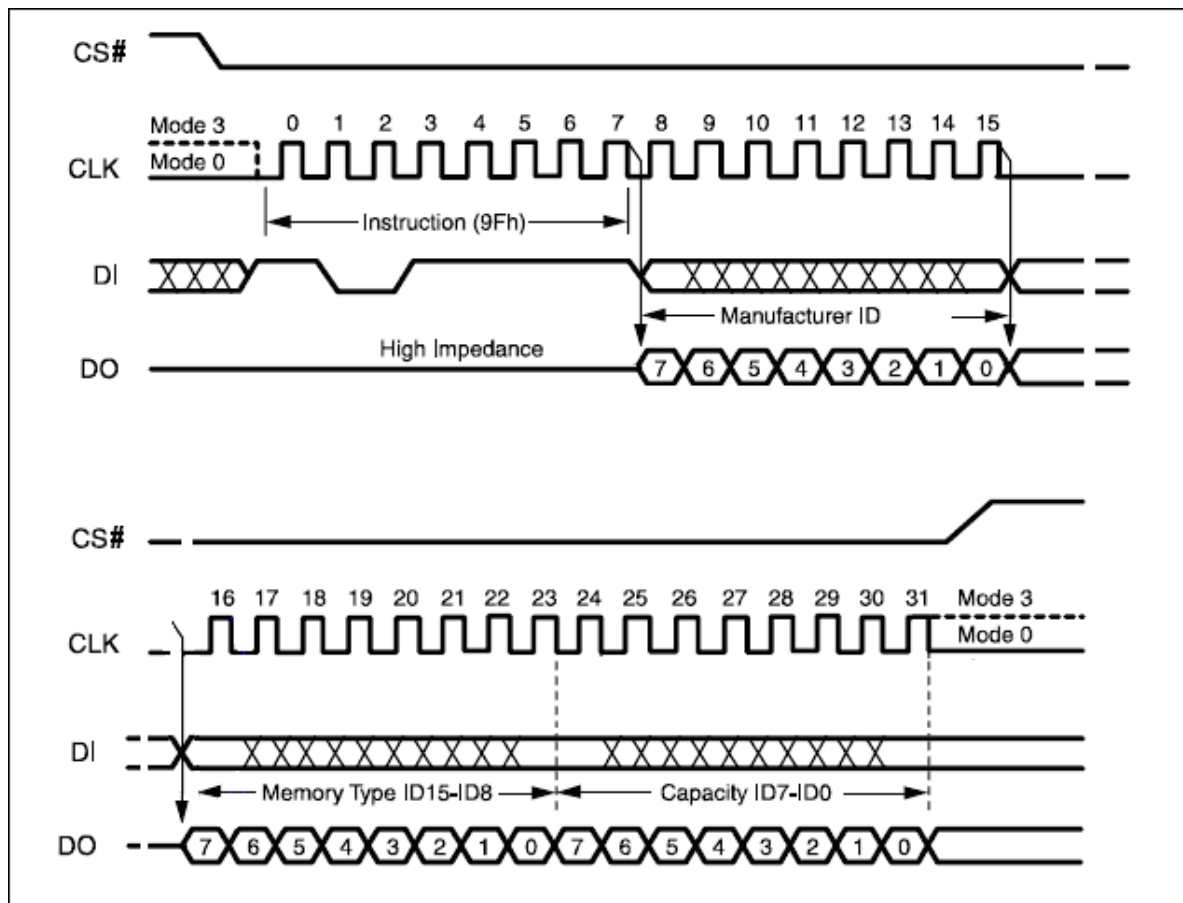 CS#
Mode 3
0 1 2 3 4 5 6 7 8 9 10 11 12 13 14 15
CLK
Mode 0
Instruction (9Fh)
DI
Manufacturer ID
High Impedance
DO
7 6 5 4 3 2 1 0
CS#
16 17 18 19 20 21 22 23 24 25 26 27 28 29 30 31
Mode 3
CLK
Mode 0
DI
Memory Type ID15-ID8
Capacity ID7-ID0
DO
7 6 5 4 3 2 1 0 7 6 5 4 3 2 1 0